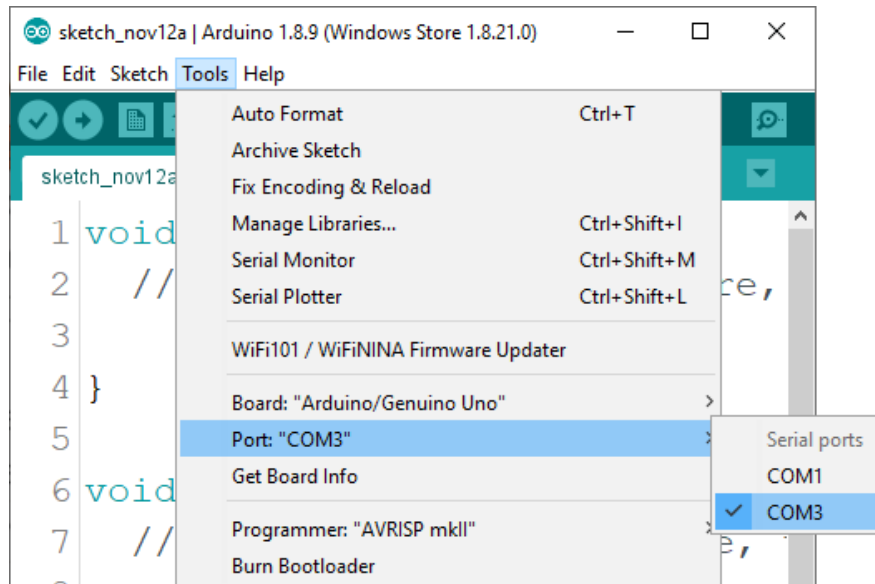 sketch_nov12a | Arduino 1.8.9 (Windows Store 1.8.21.0)
File Edit Sketch Tools Help
Auto Format Ctrl+T
Archive Sketch
sketch_nov12a
Fix Encoding & Reload
Manage Libraries... Ctrl+Shift+I
1 void
Serial Monitor Ctrl+Shift+M
2 // re,
Serial Plotter Ctrl+Shift+L
3
WiFi101 / WiFiNINA Firmware Updater
4 }
Board: "Arduino/Genuino Uno"
5
Port: "COM3"
Serial ports
Get Board Info
COM1
6 void
COM3
7 // e,
Programmer: "AVRISP mkII"
Burn Bootloader